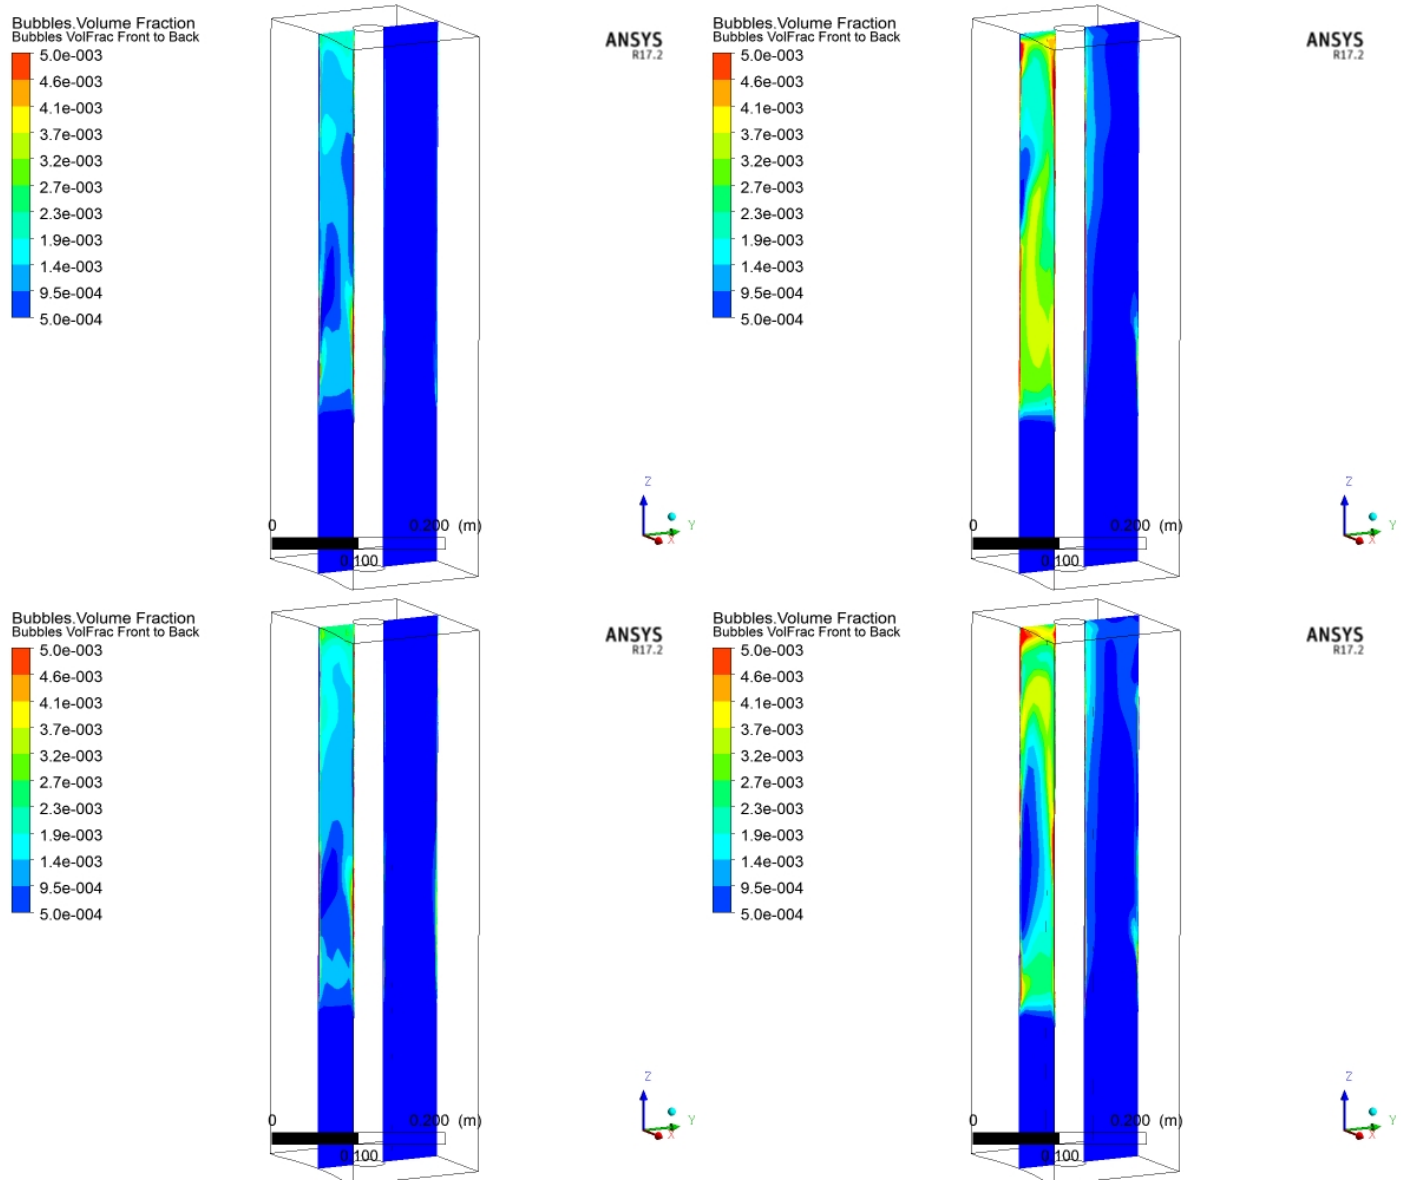 Bubbles.Volume Fraction
Bubbles VolFrac Front to Back
5.0e-003
4.6e-003
4.1e-003
3.7e-003
3.2e-003
2.7e-003
2.3e-003
1.9e-003
1.4e-003
9.5e-004
5.0e-004
ANSYS
R17.2
Z
Y
X
0
0.200 (m)
0.100
Bubbles.Volume Fraction
Bubbles VolFrac Front to Back
5.0e-003
4.6e-003
4.1e-003
3.7e-003
3.2e-003
2.7e-003
2.3e-003
1.9e-003
1.4e-003
9.5e-004
5.0e-004
ANSYS
R17.2
Z
Y
X
0
0.200 (m)
0.100
Bubbles.Volume Fraction
Bubbles VolFrac Front to Back
5.0e-003
4.6e-003
4.1e-003
3.7e-003
3.2e-003
2.7e-003
2.3e-003
1.9e-003
1.4e-003
9.5e-004
5.0e-004
ANSYS
R17.2
Z
Y
X
0
0.200 (m)
0.100
Bubbles.Volume Fraction
Bubbles VolFrac Front to Back
5.0e-003
4.6e-003
4.1e-003
3.7e-003
3.2e-003
2.7e-003
2.3e-003
1.9e-003
1.4e-003
9.5e-004
5.0e-004
ANSYS
R17.2
Z
Y
X
0
0.200 (m)
0.100